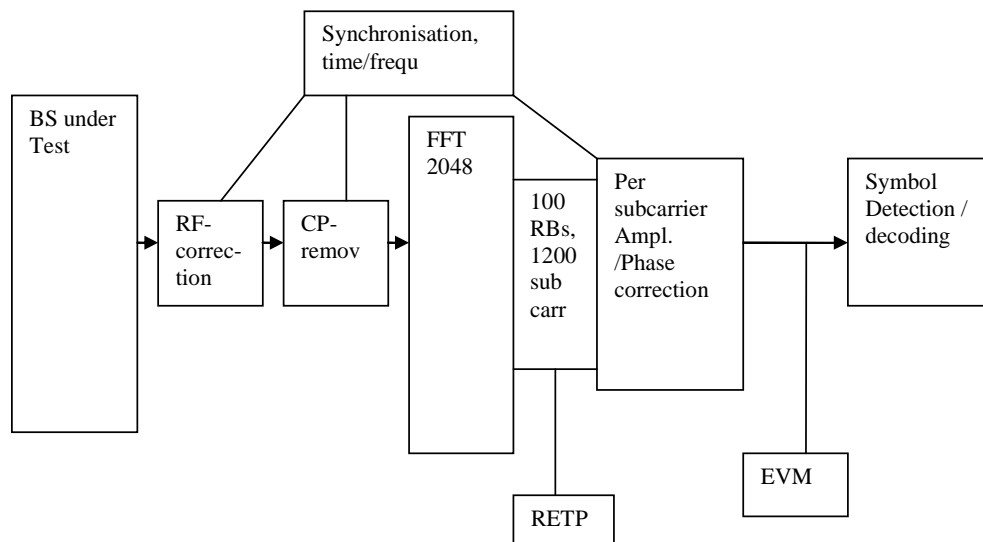 Synchronisation,
time/frequ
BS under
Test
FFT
2048
Per
subcarrier
Ampl.
/Phase
correction
Symbol
Detection /
decoding
RF-
correc-
tion
CP-
remov
100
RBs,
1200
sub
carr
EVM
RETP